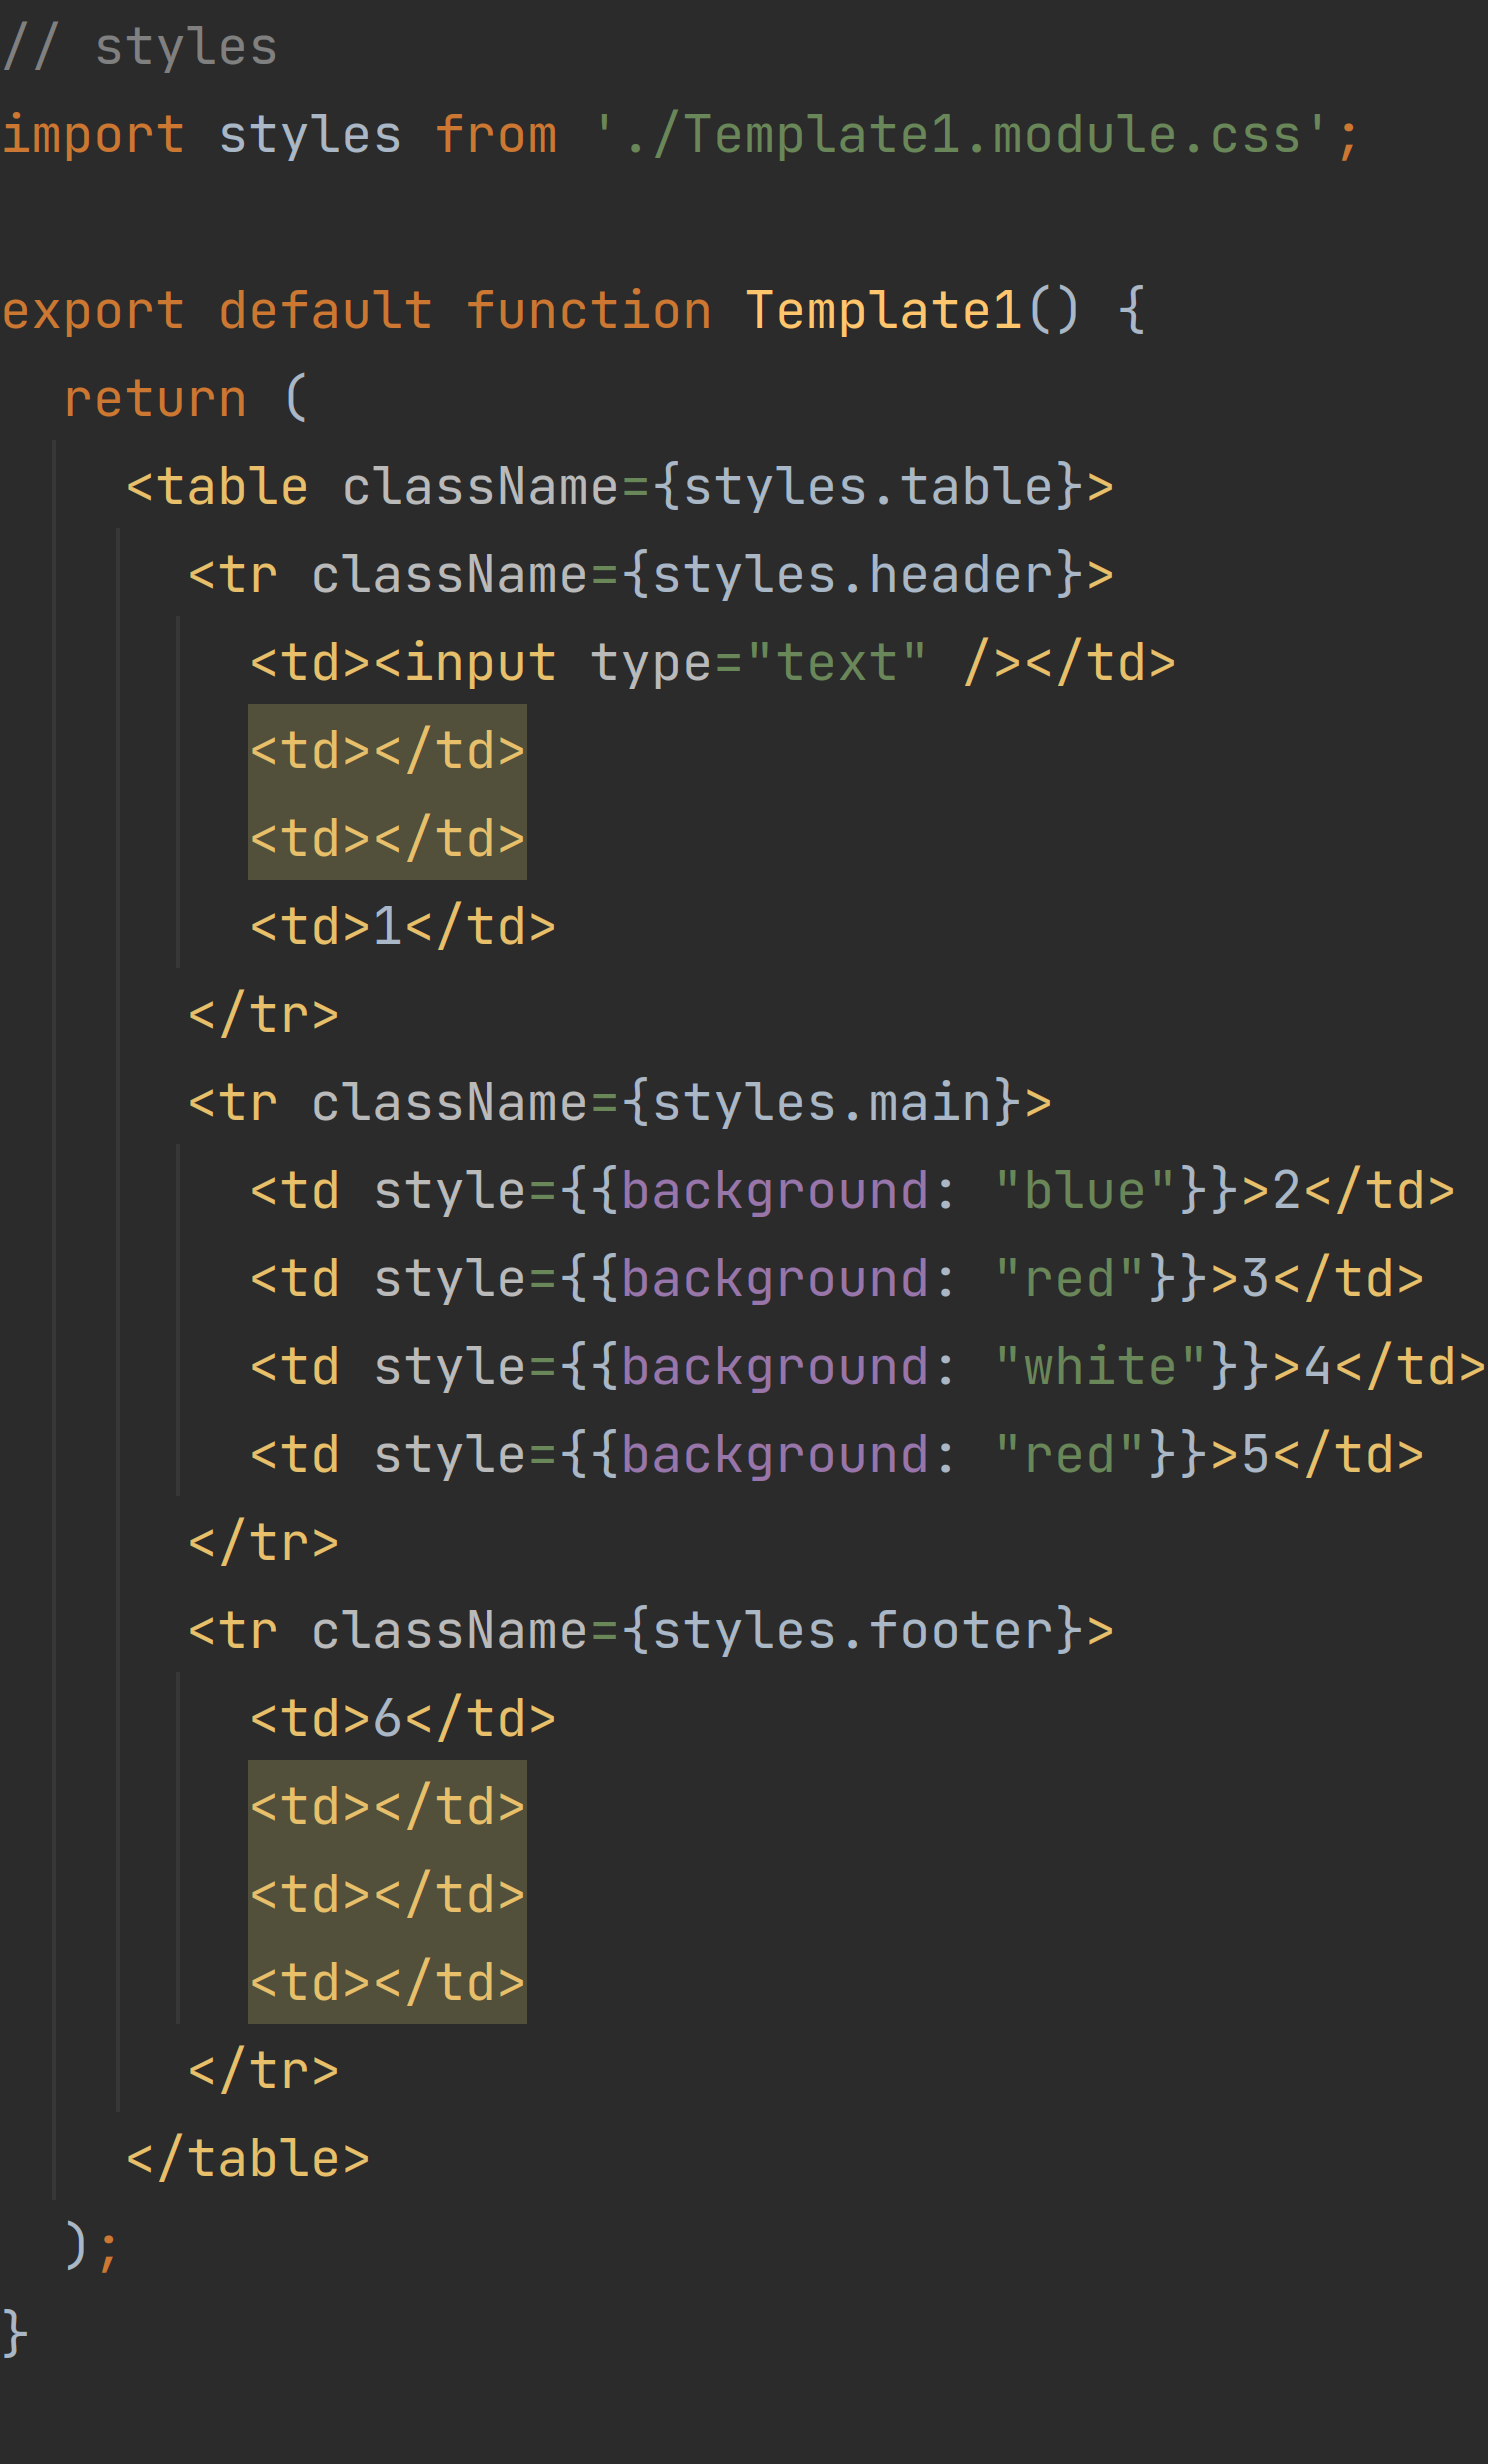 // styles
import styles from './Template1.module.css';
export default function Template1() {
return (
<table className={styles.table}>
<tr className={styles.header}>
<td><input type="text" /></td>
<td></td>
<td></td>
<td>1</td>
</tr>
<tr className={styles.main}>
<td style={{background: "blue"}}>2</td>
<td style={{background: "red"}}>3</td>
<td style={{background: "white"}}>4</td>
<td style={{background: "red"}}>5</td>
</tr>
<tr className={styles.footer}>
<td>6</td>
<td></td>
<td></td>
<td></td>
</tr>
</table>
);
}